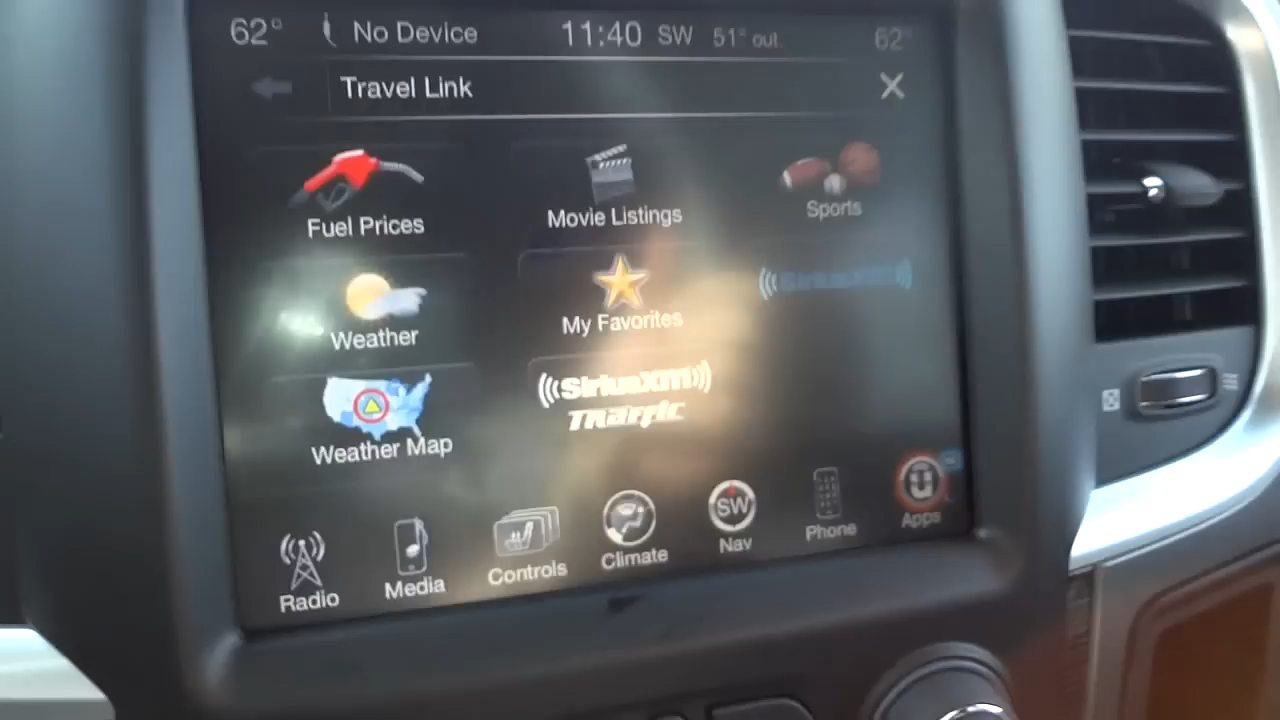 62° No Device 11:40 SW 51° out. 62°
Travel Link
Fuel Prices Movie Listings Sports
Weather My Favorites SiriusXM
Weather Map SiriusXM Traffic
Radio Media Controls Climate SW Nav Phone Apps